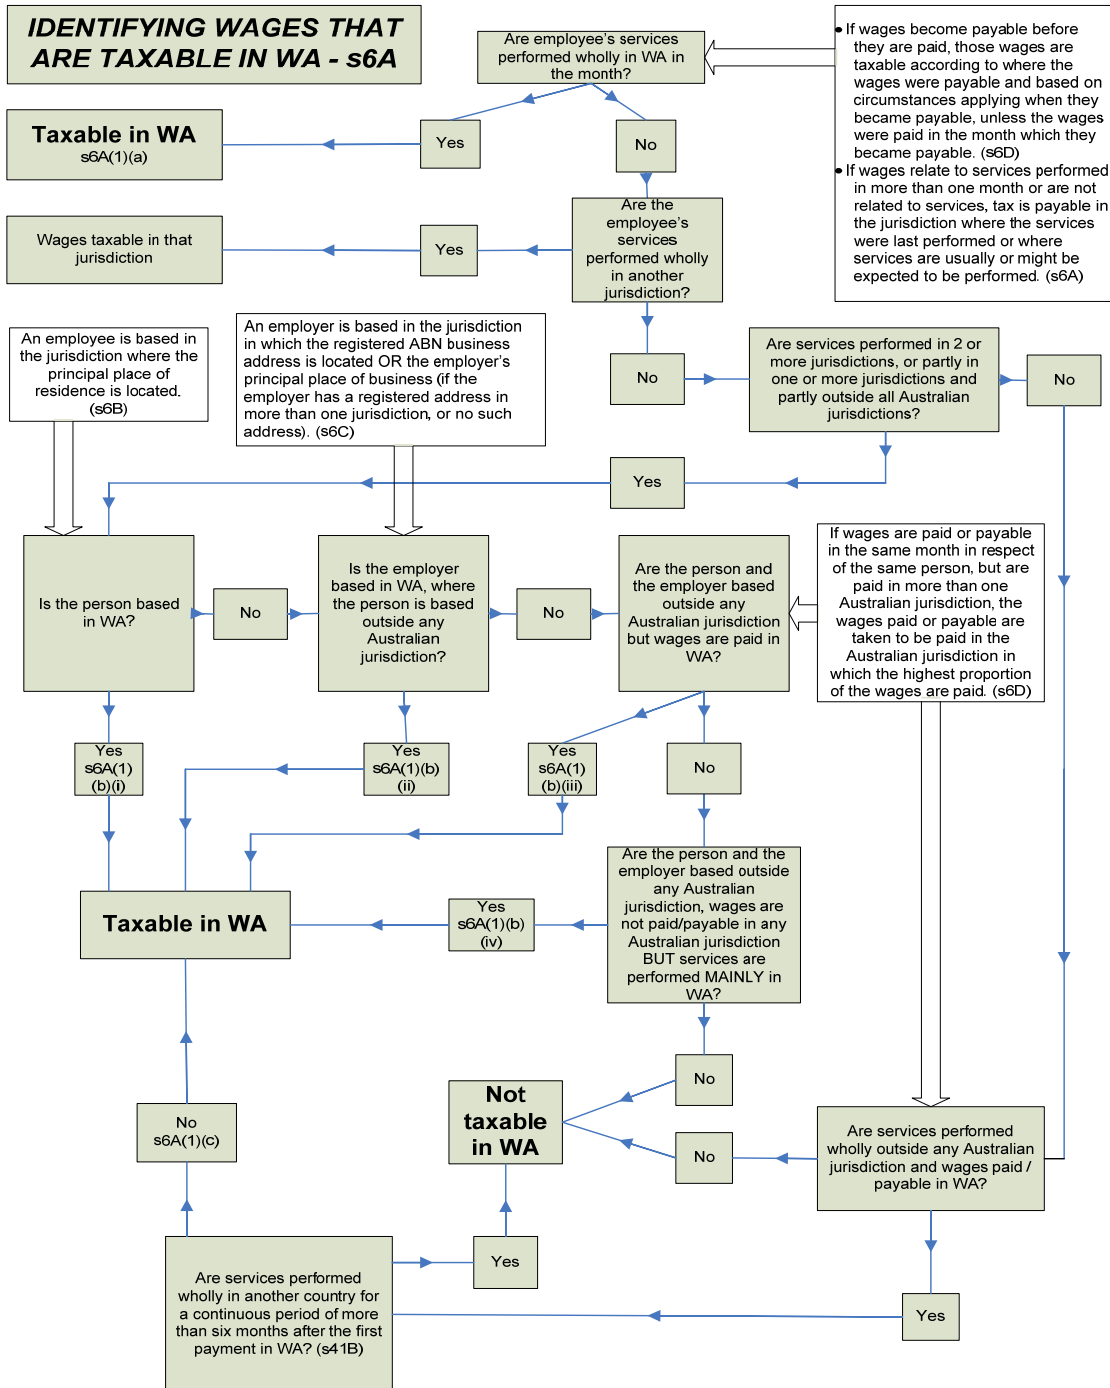 IDENTIFYING WAGES THAT
ARE TAXABLE IN WA - s6A
Are employee's services
performed wholly in WA in
the month?
• If wages become payable before
they are paid, those wages are
taxable according to where the
wages were payable and based on
circumstances applying when they
became payable, unless the wages
were paid in the month which they
became payable. (s6D)
• If wages relate to services performed
in more than one month or are not
related to services, tax is payable in
the jurisdiction where the services
were last performed or where
services are usually or might be
expected to be performed. (s6A)
Taxable in WA
s6A(1)(a)
Yes
No
Wages taxable in that
jurisdiction
Yes
Are the
employee's
services
performed wholly
in another
jurisdiction?
An employee is based in
the jurisdiction where the
principal place of
residence is located.
(s6B)
An employer is based in the jurisdiction
in which the registered ABN business
address is located OR the employer's
principal place of business (if the
employer has a registered address in
more than one jurisdiction, or no such
address). (s6C)
No
Are services performed in 2 or
more jurisdictions, or partly in
one or more jurisdictions and
partly outside all Australian
jurisdictions?
No
Yes
Is the person based
in WA?
No
Is the employer
based in WA, where
the person is based
outside any
Australian
jurisdiction?
No
Are the person and
the employer based
outside any
Australian jurisdiction
but wages are paid in
WA?
If wages are paid or payable
in the same month in respect
of the same person, but are
paid in more than one
Australian jurisdiction, the
wages paid or payable are
taken to be paid in the
Australian jurisdiction in
which the highest proportion
of the wages are paid. (s6D)
Yes
s6A(1)
(b)(i)
Yes
s6A(1)(b)
(ii)
Yes
s6A(1)
(b)(iii)
No
Taxable in WA
Yes
s6A(1)(b)
(iv)
Are the person and the
employer based outside
any Australian
jurisdiction, wages are
not paid/payable in any
Australian jurisdiction
BUT services are
performed MAINLY in
WA?
No
No
s6A(1)(c)
Not
taxable
in WA
No
Are services performed
wholly outside any Australian
jurisdiction and wages paid /
payable in WA?
Are services performed
wholly in another country for
a continuous period of more
than six months after the first
payment in WA? (s41B)
Yes
Yes